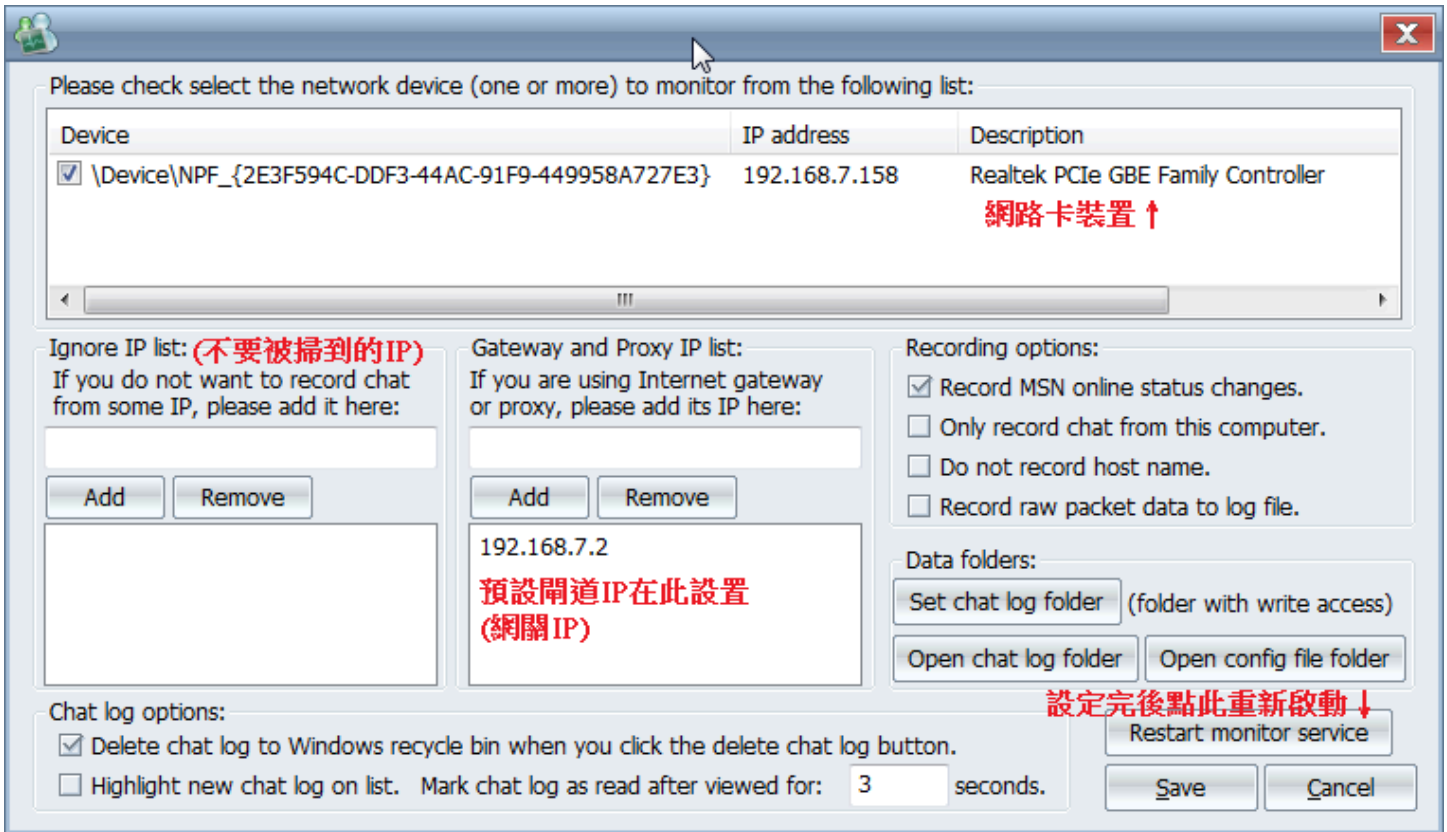 Please check select the network device (one or more) to monitor from the following list:
Device IP address Description
\Device\NPF_{2E3F594C-DDF3-44AC-91F9-449958A727E3} 192.168.7.158 Realtek PCIe GBE Family Controller
網路卡裝置↑
Ignore IP list: (不要被掃到的IP)
If you do not want to record chat
from some IP, please add it here:
Add Remove
Gateway and Proxy IP list:
If you are using Internet gateway
or proxy, please add its IP here:
Add Remove
192.168.7.2
預設閘道IP在此設置
(網關IP)
Recording options:
Record MSN online status changes.
Only record chat from this computer.
Do not record host name.
Record raw packet data to log file.
Data folders:
Set chat log folder (folder with write access)
Open chat log folder Open config file folder
設定完後點此重新啟動↓
Restart monitor service
Chat log options:
Delete chat log to Windows recycle bin when you click the delete chat log button.
Highlight new chat log on list. Mark chat log as read after viewed for: 3 seconds.
Save Cancel